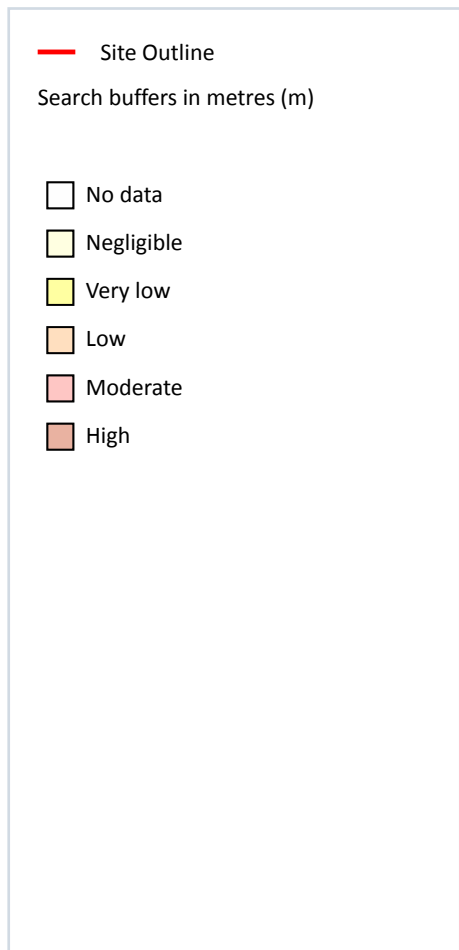 Site Outline
Search buffers in metres (m)
No data
Negligible
Very low
Low
Moderate
High